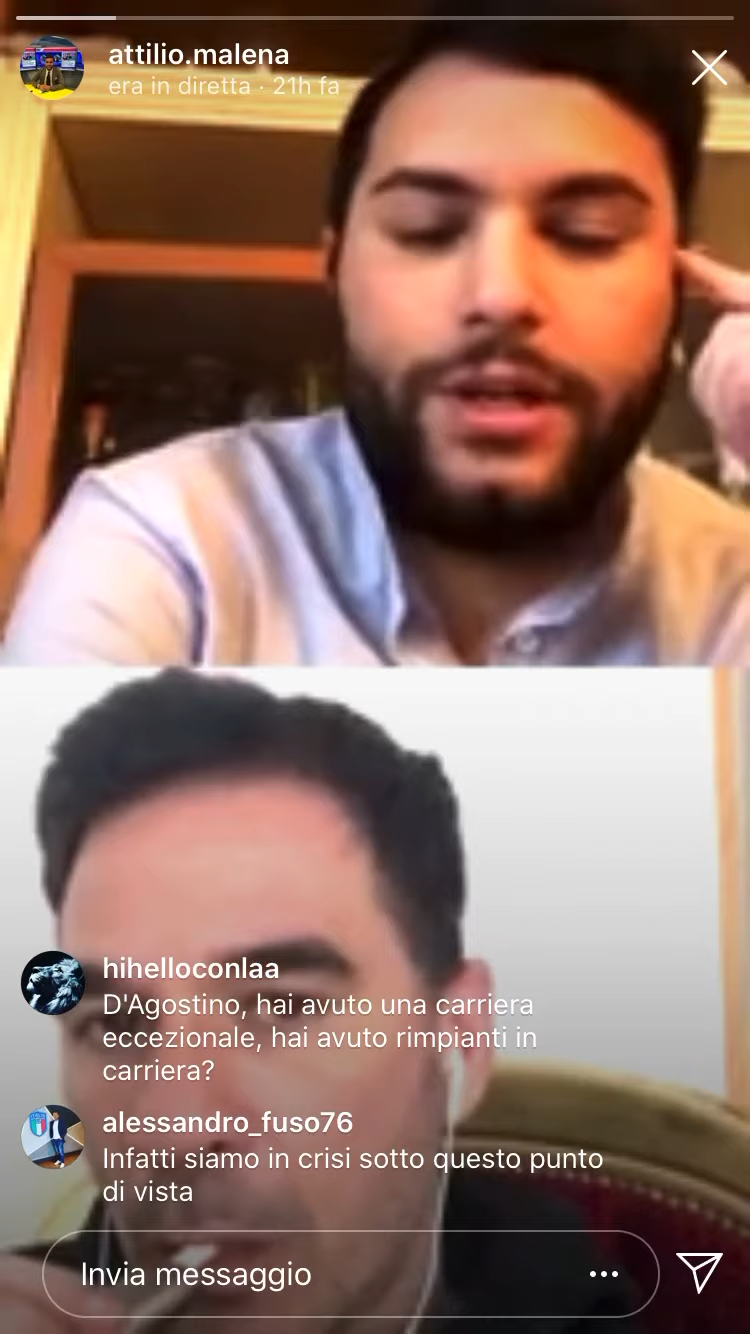 attilio.malena
era in diretta · 21h fa
hihelloconlaa
D'Agostino, hai avuto una carriera
eccezionale, hai avuto rimpianti in
carriera?
alessandro_fuso76
Infatti siamo in crisi sotto questo punto
di vista
Invia messaggio